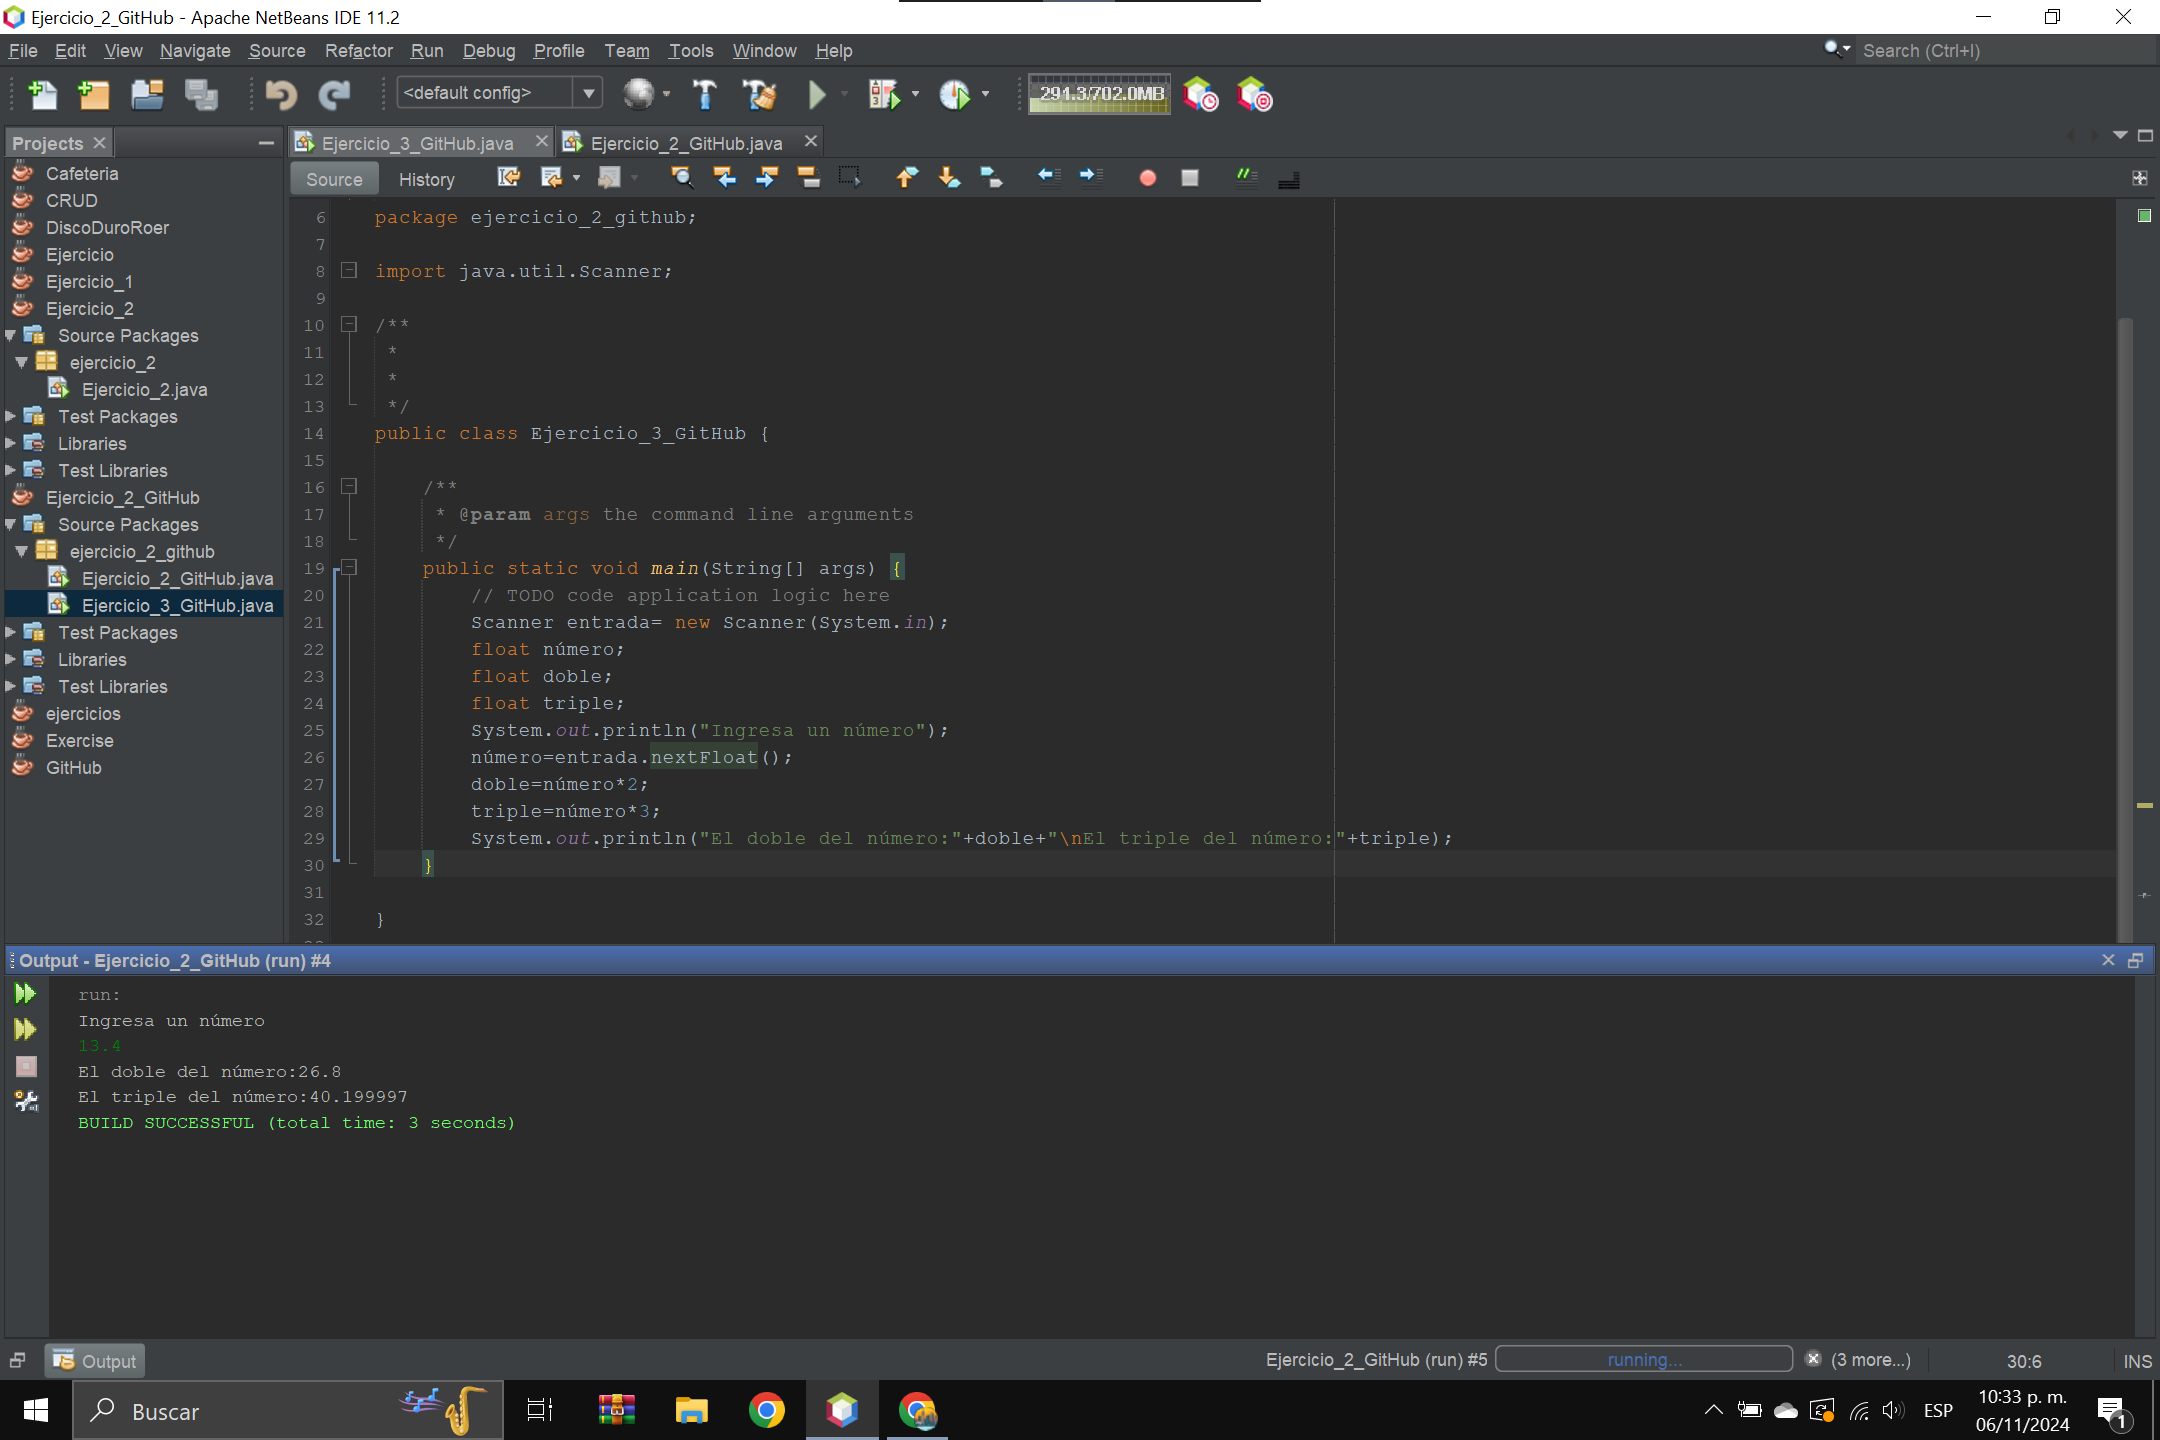 Ejercicio_2_GitHub - Apache NetBeans IDE 11.2
File Edit View Navigate Source Refactor Run Debug Profile Team Tools Window Help
Search (Ctrl+I)
<default config>
294.3/702.0MB
Projects
Ejercicio_3_GitHub.java
Ejercicio_2_GitHub.java
Source History
Cafeteria
CRUD
DiscoDuroRoer
Ejercicio
Ejercicio_1
Ejercicio_2
Source Packages
ejercicio_2
Ejercicio_2.java
Test Packages
Libraries
Test Libraries
Ejercicio_2_GitHub
Source Packages
ejercicio_2_github
Ejercicio_2_GitHub.java
Ejercicio_3_GitHub.java
Test Packages
Libraries
Test Libraries
ejercicios
Exercise
GitHub
6 package ejercicio_2_github;
7
8 import java.util.Scanner;
9
10 /**
11 *
12 *
13 */
14 public class Ejercicio_3_GitHub {
15
16 /**
17 * @param args the command line arguments
18 */
19 public static void main(String[] args) {
20 // TODO code application logic here
21 Scanner entrada= new Scanner(System.in);
22 float número;
23 float doble;
24 float triple;
25 System.out.println("Ingresa un número");
26 número=entrada.nextFloat();
27 doble=número*2;
28 triple=número*3;
29 System.out.println("El doble del número:"+doble+"\nEl triple del número:"+triple);
30 }
31
32 }
Output - Ejercicio_2_GitHub (run) #4
run:
Ingresa un número
13.4
El doble del número:26.8
El triple del número:40.199997
BUILD SUCCESSFUL (total time: 3 seconds)
Output
Ejercicio_2_GitHub (run) #5
running...
(3 more...)
30:6
INS
Buscar
ESP
10:33 p. m.
06/11/2024
1